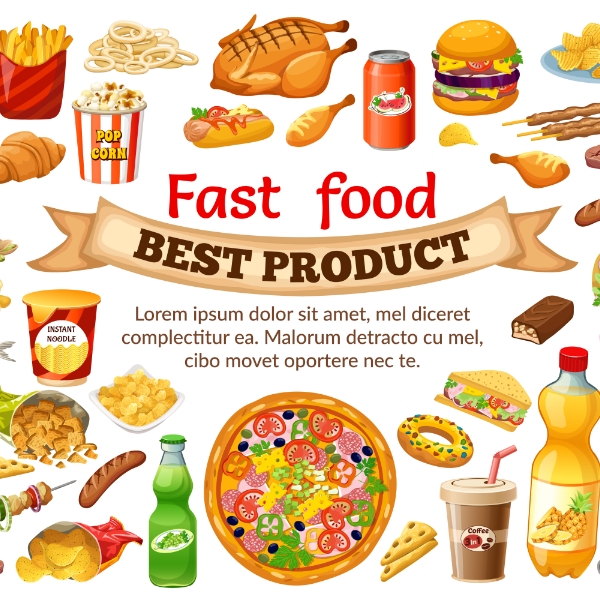 POP
CORN
Fast food
BEST PRODUCT
Lorem ipsum dolor sit amet, mel diceret
complectitur ea. Malorum detracto cu mel,
cibo movet oportere nec te.
INSTANT
NOODLE
Coffee